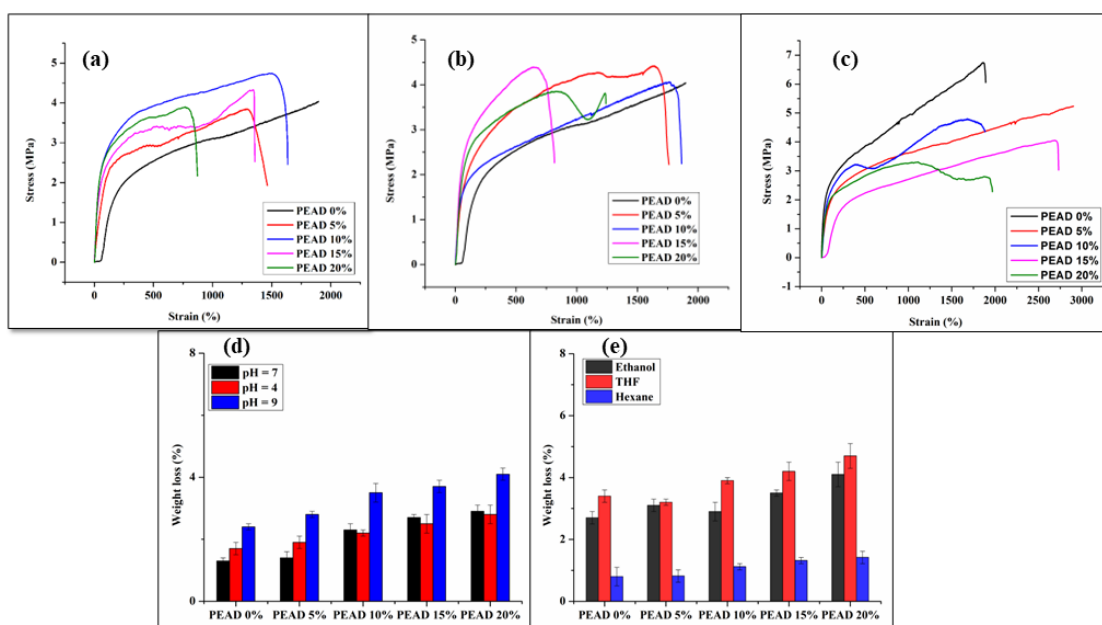 (a)
Stress (MPa)
5
4
3
2
1
0
0 500 1000 1500 2000
Strain (%)
PEAD 0%
PEAD 5%
PEAD 10%
PEAD 15%
PEAD 20%
(b)
Stress (MPa)
5
4
3
2
1
0
0 500 1000 1500 2000
Strain (%)
PEAD 0%
PEAD 5%
PEAD 10%
PEAD 15%
PEAD 20%
(c)
Stress (MPa)
7
6
5
4
3
2
1
0
-1
0 500 1000 1500 2000 2500 3000
Strain (%)
PEAD 0%
PEAD 5%
PEAD 10%
PEAD 15%
PEAD 20%
(d)
pH = 7
pH = 4
pH = 9
Weight loss (%)
8
4
0
PEAD 0% PEAD 5% PEAD 10% PEAD 15% PEAD 20%
(e)
Ethanol
THF
Hexane
Weight loss (%)
8
6
4
2
0
PEAD 0% PEAD 5% PEAD 10% PEAD 15% PEAD 20%